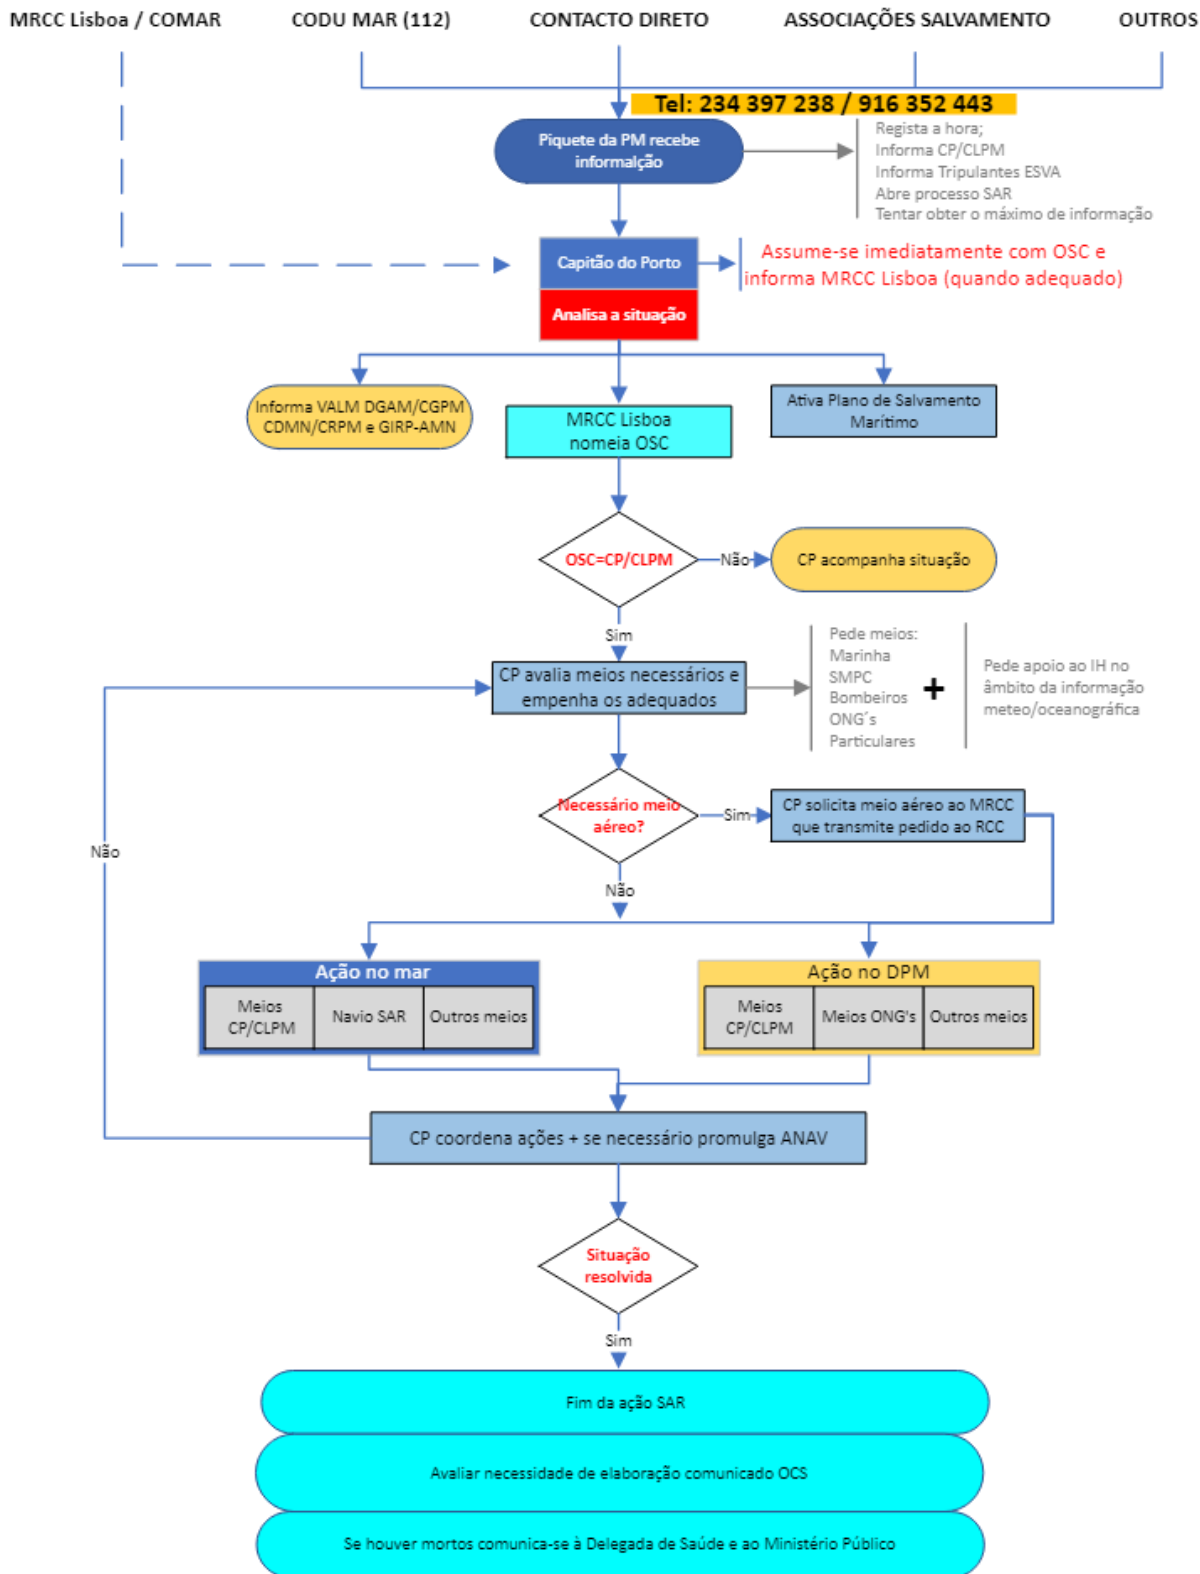 MRCC Lisboa / COMAR
CODU MAR (112)
CONTACTO DIRETO
ASSOCIAÇÕES SALVAMENTO
OUTROS
Tel: 234 397 238 / 916 352 443
Piquete da PM recebe
informalção
Regista a hora;
Informa CP/CLPM
Informa Tripulantes ESVA
Abre processo SAR
Tentar obter o máximo de informação
Capitão do Porto
Assume-se imediatamente com OSC e
informa MRCC Lisboa (quando adequado)
Analisa a situação
Informa VALM DGAM/CGPM
CDMN/CRPM e GIRP-AMN
MRCC Lisboa
nomeia OSC
Ativa Plano de Salvamento
Marítimo
OSC=CP/CLPM
Não
CP acompanha situação
Sim
CP avalia meios necessários e
empenha os adequados
Pede meios:
Marinha
SMPC
Bombeiros
ONG´s
Particulares
+
Pede apoio ao IH no
âmbito da informação
meteo/oceanográfica
Necessário meio
aéreo?
Sim
CP solicita meio aéreo ao MRCC
que transmite pedido ao RCC
Não
Não
Ação no mar
Meios
CP/CLPM
Navio SAR
Outros meios
Ação no DPM
Meios
CP/CLPM
Meios ONG's
Outros meios
CP coordena ações + se necessário promulga ANAV
Situação
resolvida
Sim
Fim da ação SAR
Avaliar necessidade de elaboração comunicado OCS
Se houver mortos comunica-se à Delegada de Saúde e ao Ministério Público